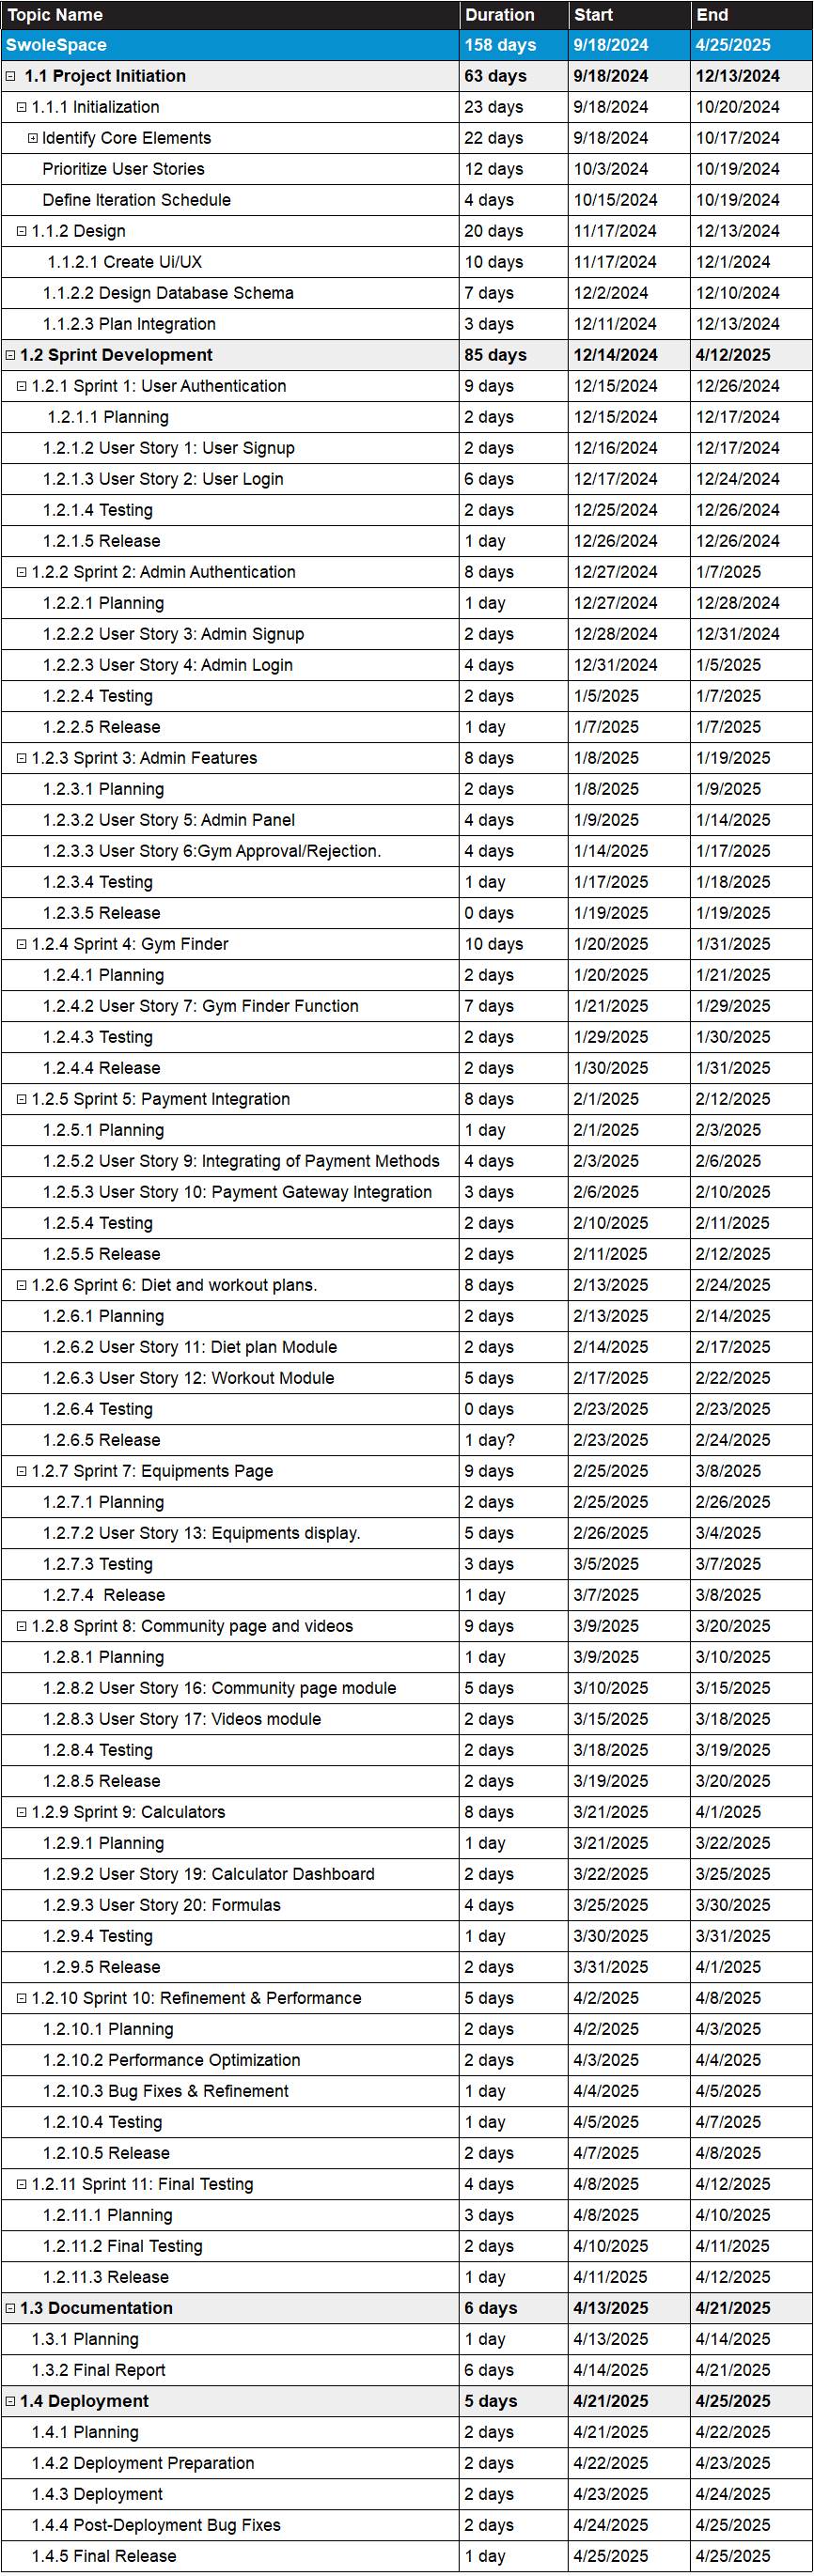 Topic Name Duration Start End
SwoleSpace 158 days 9/18/2024 4/25/2025
1.1 Project Initiation 63 days 9/18/2024 12/13/2024
1.1.1 Initialization 23 days 9/18/2024 10/20/2024
Identify Core Elements 22 days 9/18/2024 10/17/2024
Prioritize User Stories 12 days 10/3/2024 10/19/2024
Define Iteration Schedule 4 days 10/15/2024 10/19/2024
1.1.2 Design 20 days 11/17/2024 12/13/2024
1.1.2.1 Create Ui/UX 10 days 11/17/2024 12/1/2024
1.1.2.2 Design Database Schema 7 days 12/2/2024 12/10/2024
1.1.2.3 Plan Integration 3 days 12/11/2024 12/13/2024
1.2 Sprint Development 85 days 12/14/2024 4/12/2025
1.2.1 Sprint 1: User Authentication 9 days 12/15/2024 12/26/2024
1.2.1.1 Planning 2 days 12/15/2024 12/17/2024
1.2.1.2 User Story 1: User Signup 2 days 12/16/2024 12/17/2024
1.2.1.3 User Story 2: User Login 6 days 12/17/2024 12/24/2024
1.2.1.4 Testing 2 days 12/25/2024 12/26/2024
1.2.1.5 Release 1 day 12/26/2024 12/26/2024
1.2.2 Sprint 2: Admin Authentication 8 days 12/27/2024 1/7/2025
1.2.2.1 Planning 1 day 12/27/2024 12/28/2024
1.2.2.2 User Story 3: Admin Signup 2 days 12/28/2024 12/31/2024
1.2.2.3 User Story 4: Admin Login 4 days 12/31/2024 1/5/2025
1.2.2.4 Testing 2 days 1/5/2025 1/7/2025
1.2.2.5 Release 1 day 1/7/2025 1/7/2025
1.2.3 Sprint 3: Admin Features 8 days 1/8/2025 1/19/2025
1.2.3.1 Planning 2 days 1/8/2025 1/9/2025
1.2.3.2 User Story 5: Admin Panel 4 days 1/9/2025 1/14/2025
1.2.3.3 User Story 6:Gym Approval/Rejection. 4 days 1/14/2025 1/17/2025
1.2.3.4 Testing 1 day 1/17/2025 1/18/2025
1.2.3.5 Release 0 days 1/19/2025 1/19/2025
1.2.4 Sprint 4: Gym Finder 10 days 1/20/2025 1/31/2025
1.2.4.1 Planning 2 days 1/20/2025 1/21/2025
1.2.4.2 User Story 7: Gym Finder Function 7 days 1/21/2025 1/29/2025
1.2.4.3 Testing 2 days 1/29/2025 1/30/2025
1.2.4.4 Release 2 days 1/30/2025 1/31/2025
1.2.5 Sprint 5: Payment Integration 8 days 2/1/2025 2/12/2025
1.2.5.1 Planning 1 day 2/1/2025 2/3/2025
1.2.5.2 User Story 9: Integrating of Payment Methods 4 days 2/3/2025 2/6/2025
1.2.5.3 User Story 10: Payment Gateway Integration 3 days 2/6/2025 2/10/2025
1.2.5.4 Testing 2 days 2/10/2025 2/11/2025
1.2.5.5 Release 2 days 2/11/2025 2/12/2025
1.2.6 Sprint 6: Diet and workout plans. 8 days 2/13/2025 2/24/2025
1.2.6.1 Planning 2 days 2/13/2025 2/14/2025
1.2.6.2 User Story 11: Diet plan Module 2 days 2/14/2025 2/17/2025
1.2.6.3 User Story 12: Workout Module 5 days 2/17/2025 2/22/2025
1.2.6.4 Testing 0 days 2/23/2025 2/23/2025
1.2.6.5 Release 1 day? 2/23/2025 2/24/2025
1.2.7 Sprint 7: Equipments Page 9 days 2/25/2025 3/8/2025
1.2.7.1 Planning 2 days 2/25/2025 2/26/2025
1.2.7.2 User Story 13: Equipments display. 5 days 2/26/2025 3/4/2025
1.2.7.3 Testing 3 days 3/5/2025 3/7/2025
1.2.7.4 Release 1 day 3/7/2025 3/8/2025
1.2.8 Sprint 8: Community page and videos 9 days 3/9/2025 3/20/2025
1.2.8.1 Planning 1 day 3/9/2025 3/10/2025
1.2.8.2 User Story 16: Community page module 5 days 3/10/2025 3/15/2025
1.2.8.3 User Story 17: Videos module 2 days 3/15/2025 3/18/2025
1.2.8.4 Testing 2 days 3/18/2025 3/19/2025
1.2.8.5 Release 2 days 3/19/2025 3/20/2025
1.2.9 Sprint 9: Calculators 8 days 3/21/2025 4/1/2025
1.2.9.1 Planning 1 day 3/21/2025 3/22/2025
1.2.9.2 User Story 19: Calculator Dashboard 2 days 3/22/2025 3/25/2025
1.2.9.3 User Story 20: Formulas 4 days 3/25/2025 3/30/2025
1.2.9.4 Testing 1 day 3/30/2025 3/31/2025
1.2.9.5 Release 2 days 3/31/2025 4/1/2025
1.2.10 Sprint 10: Refinement & Performance 5 days 4/2/2025 4/8/2025
1.2.10.1 Planning 2 days 4/2/2025 4/3/2025
1.2.10.2 Performance Optimization 2 days 4/3/2025 4/4/2025
1.2.10.3 Bug Fixes & Refinement 1 day 4/4/2025 4/5/2025
1.2.10.4 Testing 1 day 4/5/2025 4/7/2025
1.2.10.5 Release 2 days 4/7/2025 4/8/2025
1.2.11 Sprint 11: Final Testing 4 days 4/8/2025 4/12/2025
1.2.11.1 Planning 3 days 4/8/2025 4/10/2025
1.2.11.2 Final Testing 2 days 4/10/2025 4/11/2025
1.2.11.3 Release 1 day 4/11/2025 4/12/2025
1.3 Documentation 6 days 4/13/2025 4/21/2025
1.3.1 Planning 1 day 4/13/2025 4/14/2025
1.3.2 Final Report 6 days 4/14/2025 4/21/2025
1.4 Deployment 5 days 4/21/2025 4/25/2025
1.4.1 Planning 2 days 4/21/2025 4/22/2025
1.4.2 Deployment Preparation 2 days 4/22/2025 4/23/2025
1.4.3 Deployment 2 days 4/23/2025 4/24/2025
1.4.4 Post-Deployment Bug Fixes 2 days 4/24/2025 4/25/2025
1.4.5 Final Release 1 day 4/25/2025 4/25/2025